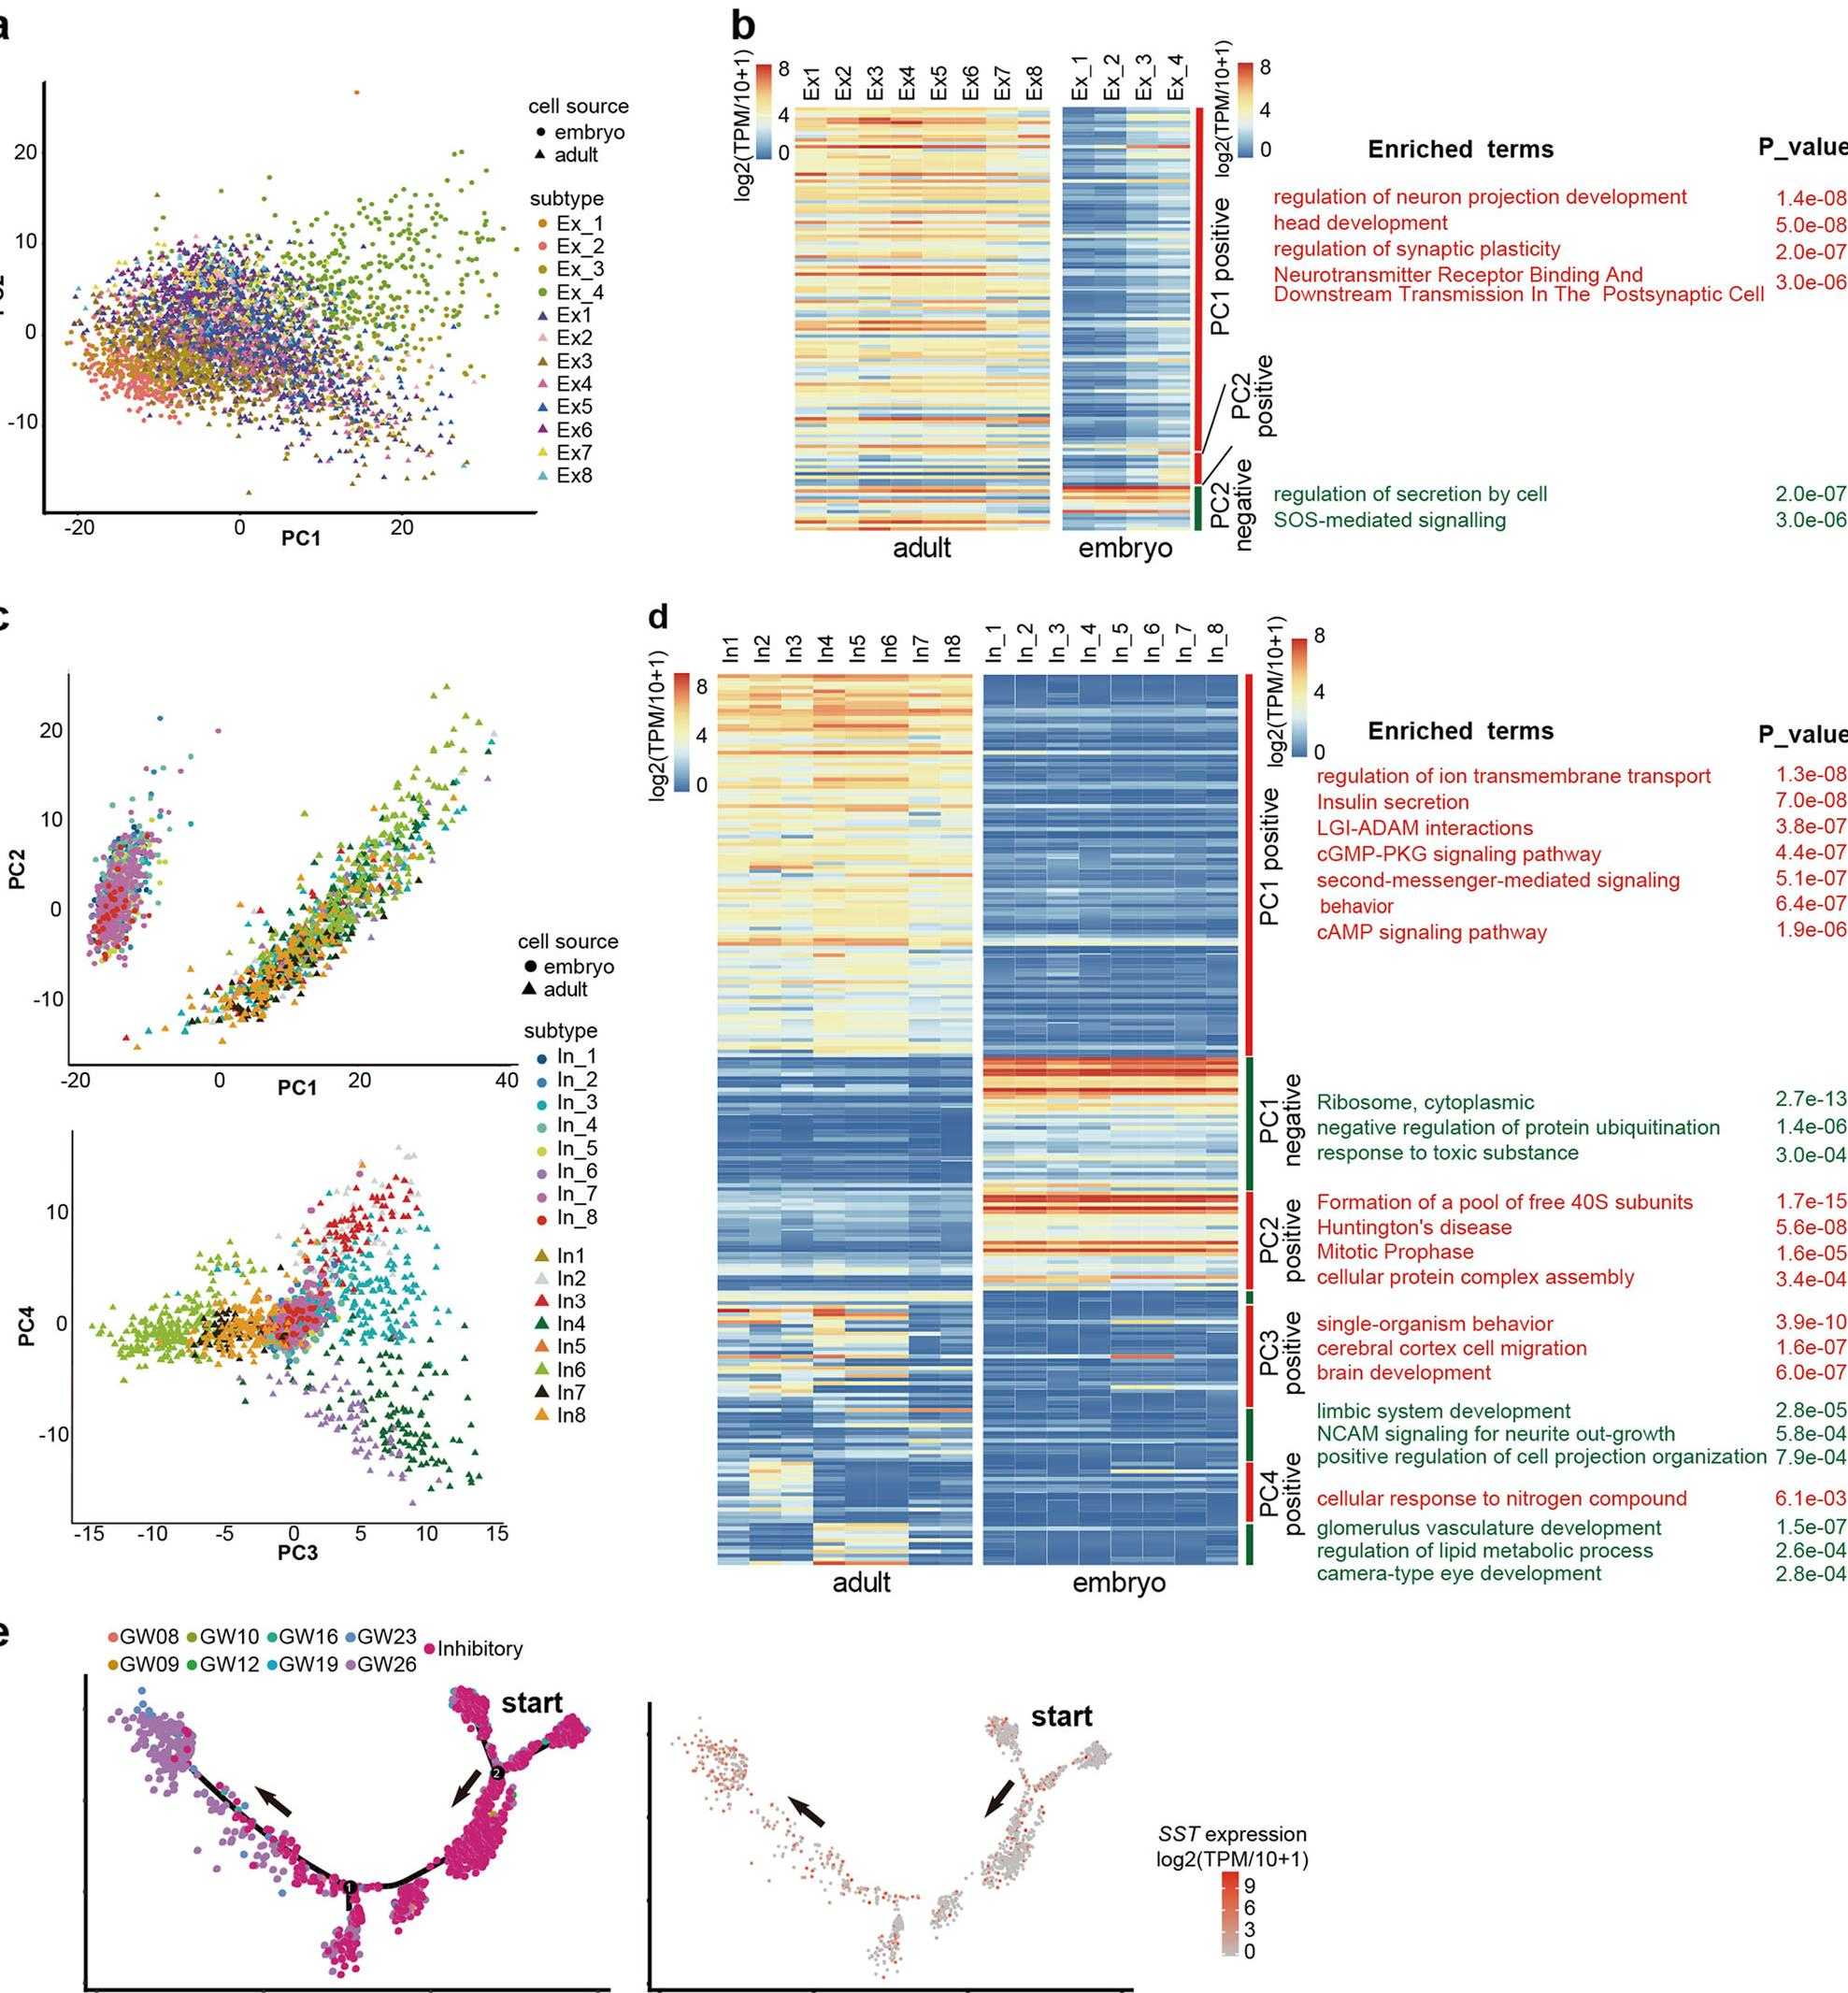 a
b
cell source
embryo
adult
subtype
Ex_1
Ex_2
Ex_3
Ex_4
Ex1
Ex2
Ex3
Ex4
Ex5
Ex6
Ex7
Ex8
20
10
0
-10
-20
0
20
PC1
log2(TPM/10+1)
8
4
0
Ex1
Ex2
Ex3
Ex4
Ex5
Ex6
Ex7
Ex8
Ex_1
Ex_2
Ex_3
Ex_4
log2(TPM/10+1)
8
4
0
adult
embryo
PC1 positive
PC2 positive
PC2 negative
Enriched terms P_value
regulation of neuron projection development 1.4e-08
head development 5.0e-08
regulation of synaptic plasticity 2.0e-07
Neurotransmitter Receptor Binding And
Downstream Transmission In The Postsynaptic Cell 3.0e-06
regulation of secretion by cell 2.0e-07
SOS-mediated signalling 3.0e-06
c
20
10
0
-10
PC2
-20
0
20
40
PC1
cell source
embryo
adult
subtype
In_1
In_2
In_3
In_4
In_5
In_6
In_7
In_8
In1
In2
In3
In4
In5
In6
In7
In8
10
0
-10
PC4
-15
-10
-5
0
5
10
15
PC3
d
log2(TPM/10+1)
8
4
0
In1
In2
In3
In4
In5
In6
In7
In8
In_1
In_2
In_3
In_4
In_5
In_6
In_7
In_8
log2(TPM/10+1)
8
4
0
adult
embryo
PC1 positive
PC1 negative
PC2 positive
PC3 positive
PC4 positive
Enriched terms P_value
regulation of ion transmembrane transport 1.3e-08
Insulin secretion 7.0e-08
LGI-ADAM interactions 3.8e-07
cGMP-PKG signaling pathway 4.4e-07
second-messenger-mediated signaling 5.1e-07
behavior 6.4e-07
cAMP signaling pathway 1.9e-06
Ribosome, cytoplasmic 2.7e-13
negative regulation of protein ubiquitination 1.4e-06
response to toxic substance 3.0e-04
Formation of a pool of free 40S subunits 1.7e-15
Huntington's disease 5.6e-08
Mitotic Prophase 1.6e-05
cellular protein complex assembly 3.4e-04
single-organism behavior 3.9e-10
cerebral cortex cell migration 1.6e-07
brain development 6.0e-07
limbic system development 2.8e-05
NCAM signaling for neurite out-growth 5.8e-04
positive regulation of cell projection organization 7.9e-04
cellular response to nitrogen compound 6.1e-03
glomerulus vasculature development 1.5e-07
regulation of lipid metabolic process 2.6e-04
camera-type eye development 2.8e-04
e
GW08 GW10 GW16 GW23 Inhibitory
GW09 GW12 GW19 GW26
start
2
1
start
SST expression
log2(TPM/10+1)
9
6
3
0